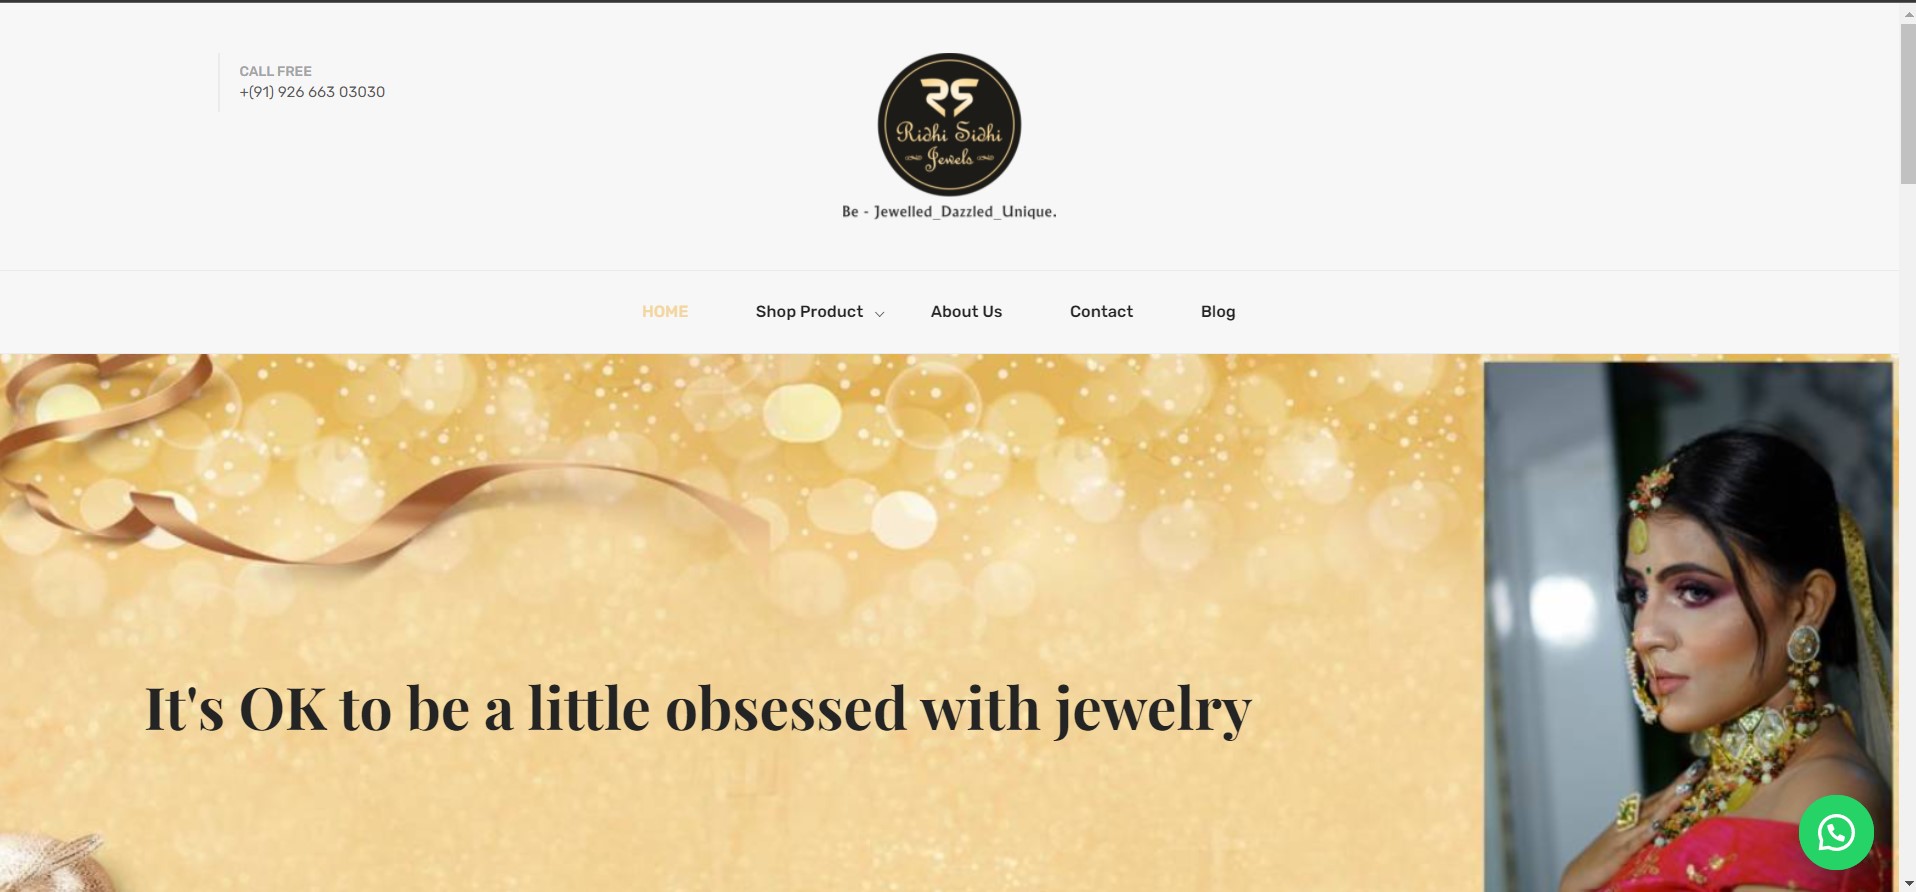 CALL FREE
+(91) 926 663 03030
RS
Ridhi Sidhi
Jewels
Be - Jewelled_Dazzled_Unique.
HOME
Shop Product
About Us
Contact
Blog
It's OK to be a little obsessed with jewelry